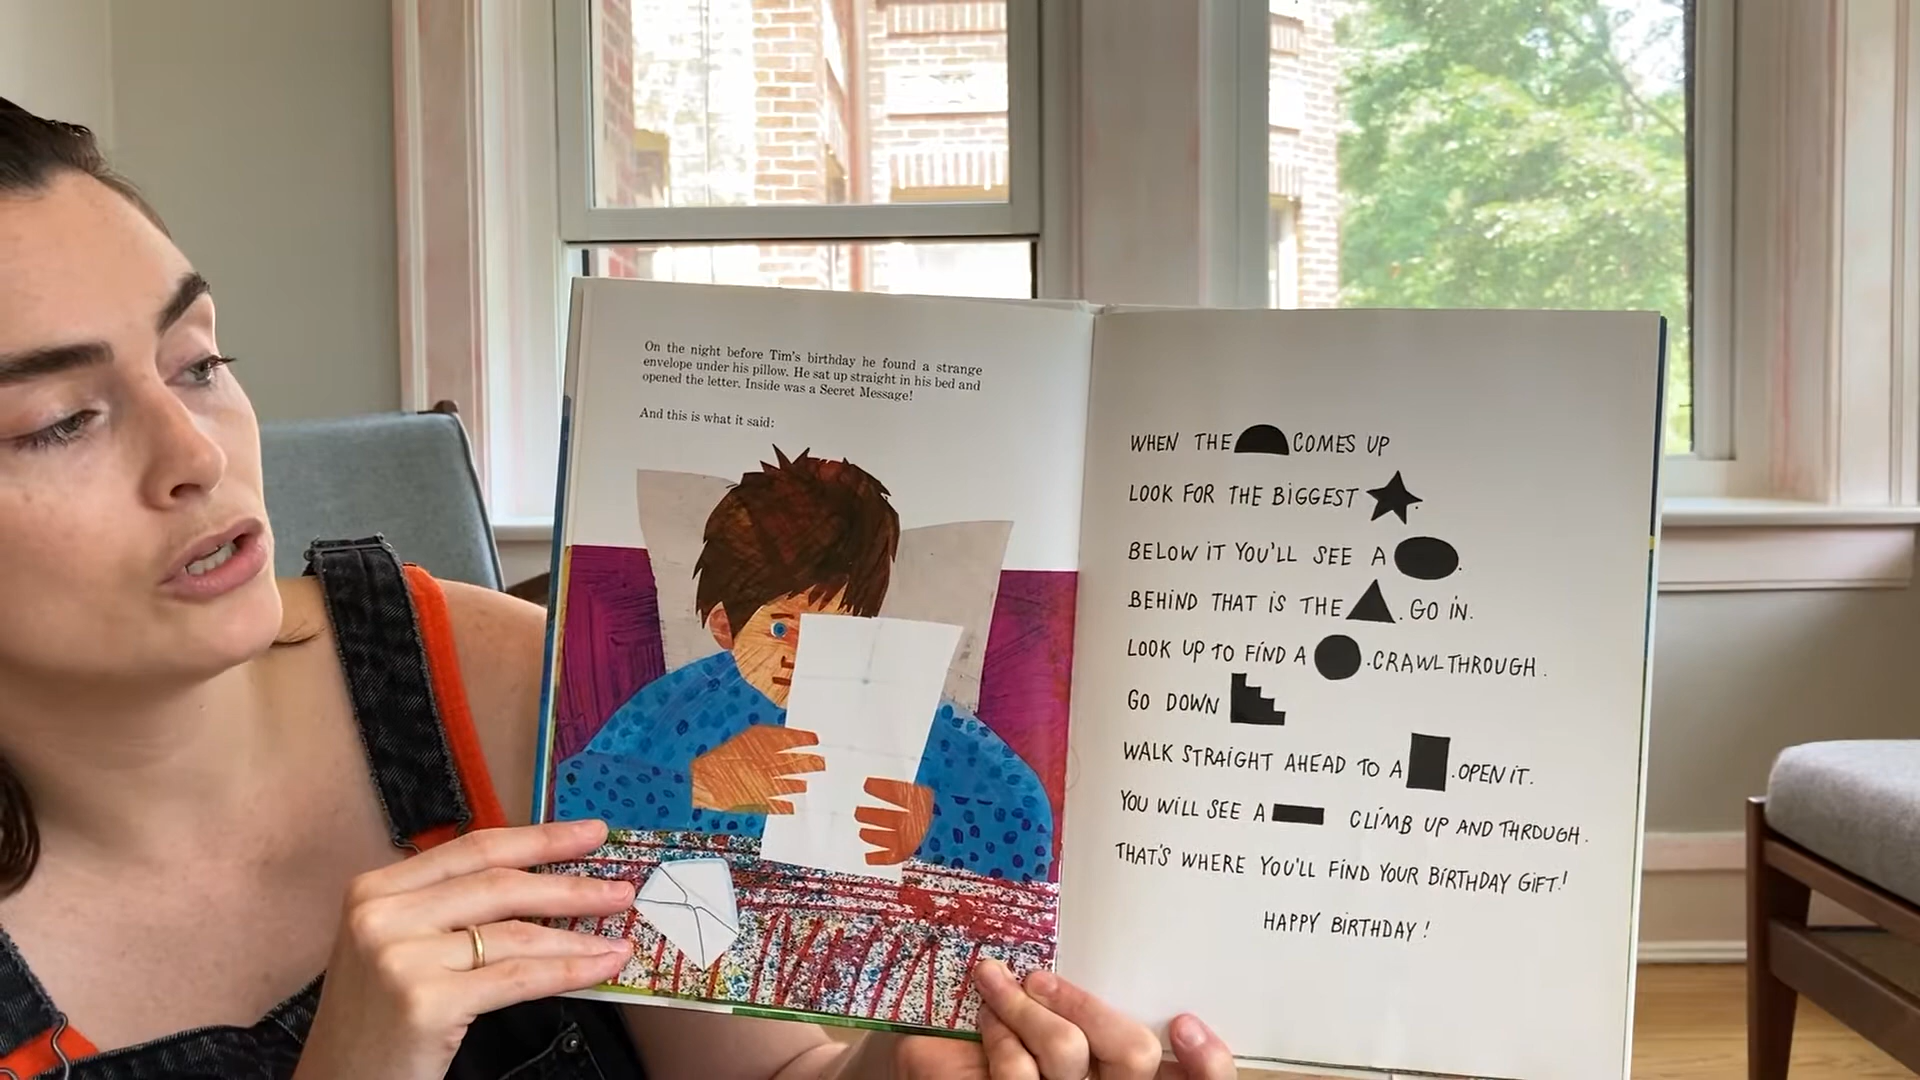 On the night before Tim's birthday he found a strange
envelope under his pillow. He sat up straight in his bed and
opened the letter. Inside was a Secret Message!
And this is what it said:
WHEN THE COMES UP
LOOK FOR THE BIGGEST .
BELOW IT YOU'LL SEE A .
BEHIND THAT IS THE . GO IN.
LOOK UP TO FIND A . CRAWL THROUGH.
GO DOWN
WALK STRAIGHT AHEAD TO A . OPEN IT.
YOU WILL SEE A CLIMB UP AND THROUGH.
THAT'S WHERE YOU'LL FIND YOUR BIRTHDAY GIFT!
HAPPY BIRTHDAY!